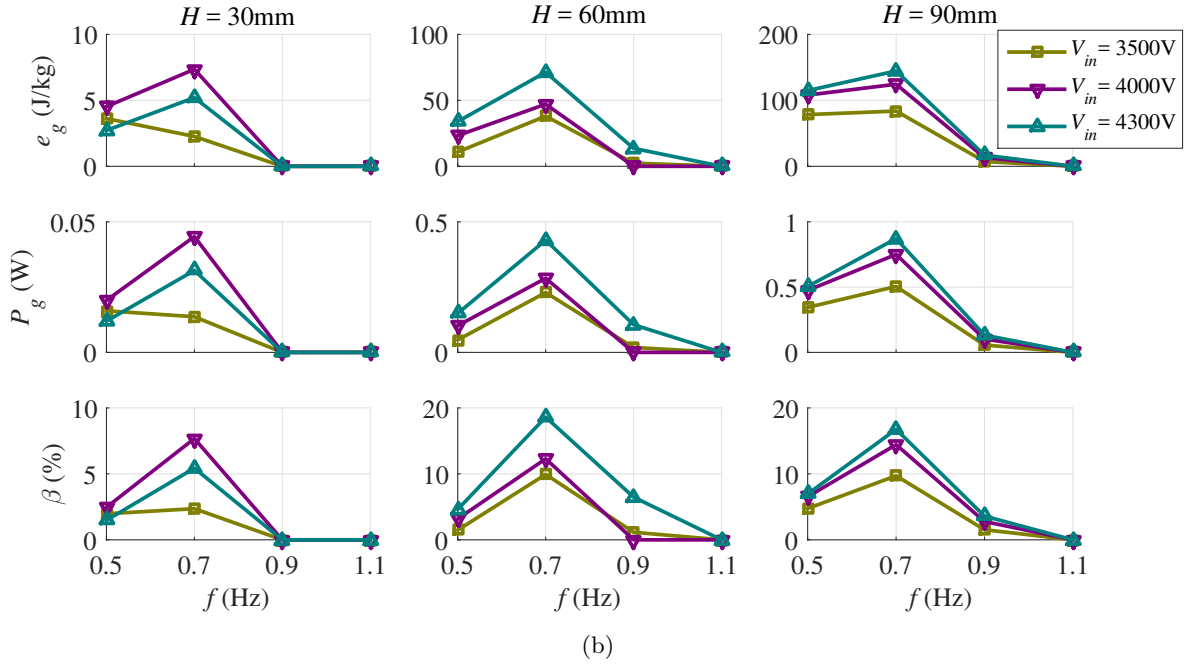 H = 30mm
H = 60mm
H = 90mm
e_g (J/kg)
10
5
0
100
50
0
200
100
0
V_in = 3500V
V_in = 4000V
V_in = 4300V
P_g (W)
0.05
0
0.5
0
1
0.5
0
β (%)
10
5
0
20
10
0
20
10
0
0.5 0.7 0.9 1.1
0.5 0.7 0.9 1.1
0.5 0.7 0.9 1.1
f (Hz)
f (Hz)
f (Hz)
(b)